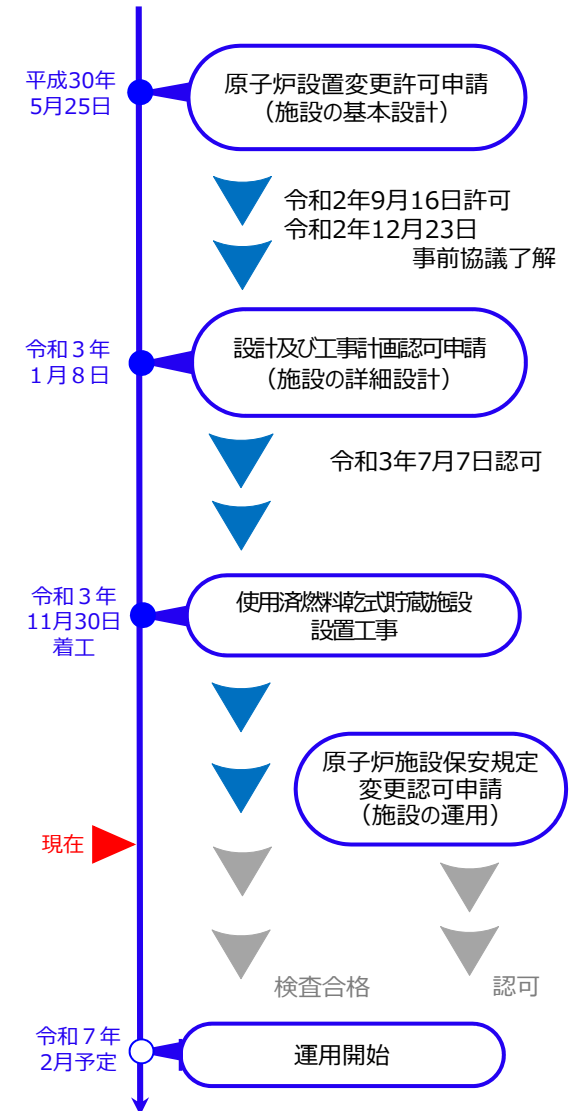 平成30年
5月25日
原子炉設置変更許可申請
(施設の基本設計)
令和2年9月16日許可
令和2年12月23日
事前協議了解
令和３年
１月８日
設計及び工事計画認可申請
(施設の詳細設計)
令和3年7月7日認可
令和３年
11月30日
着工
使用済燃料乾式貯蔵施設
設置工事
原子炉施設保安規定
変更認可申請
(施設の運用)
現在
検査合格
認可
令和７年
2月予定
運用開始